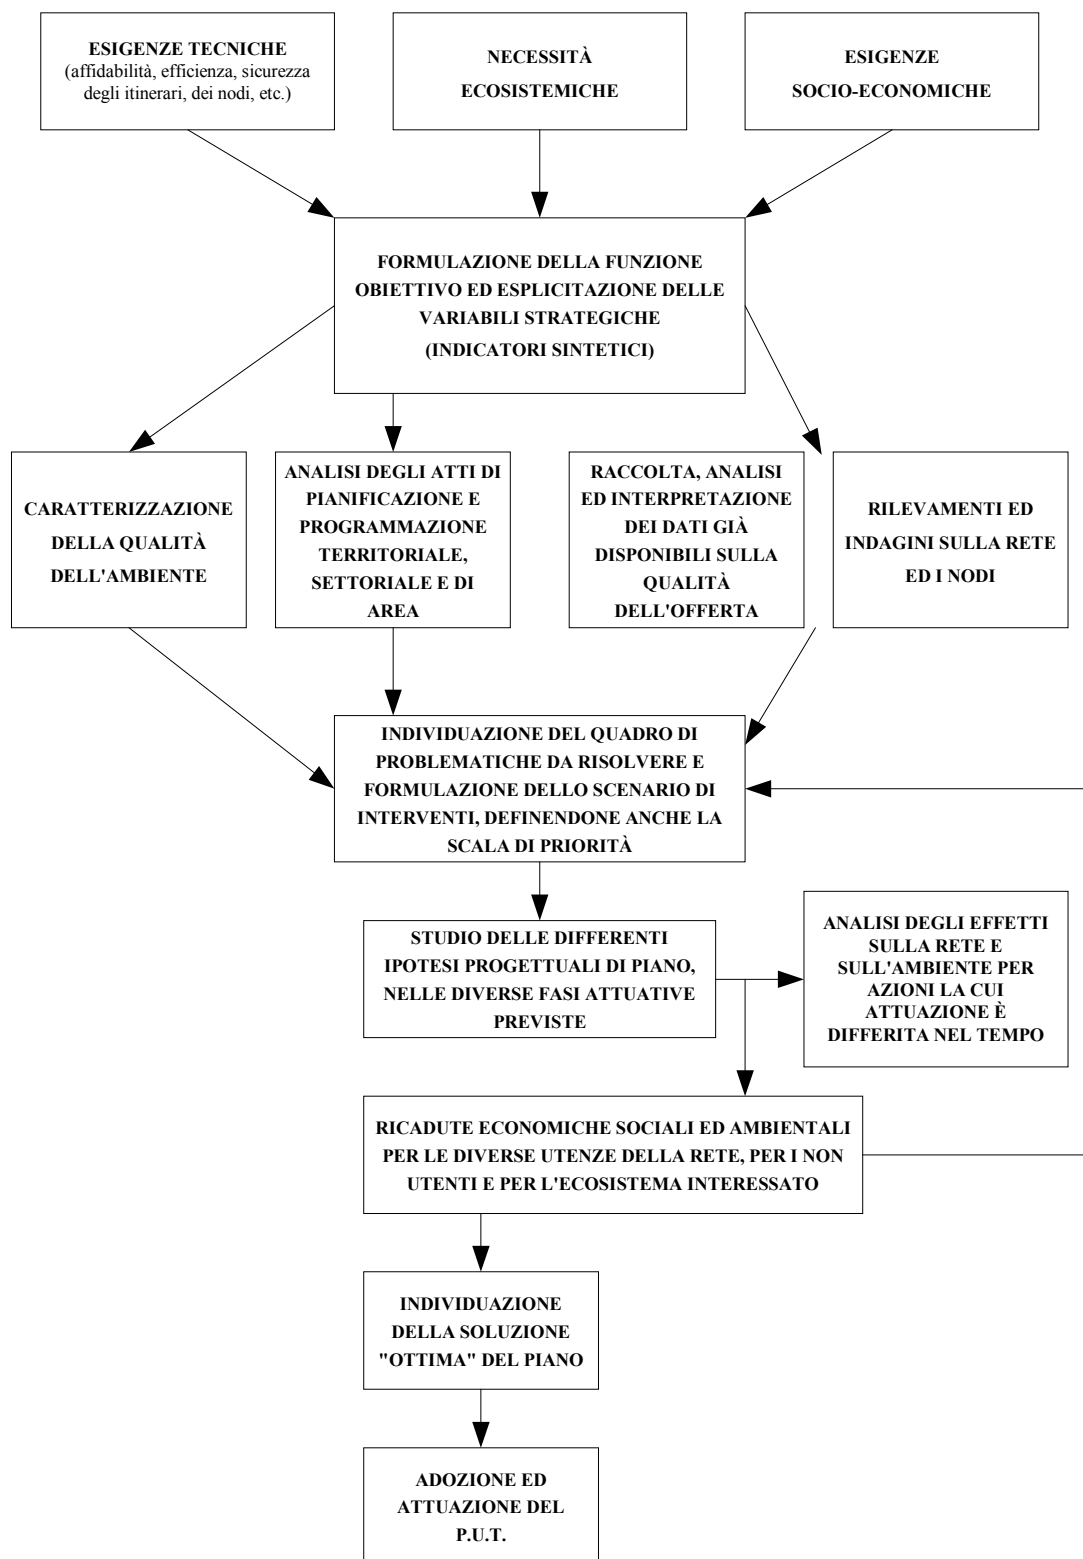 ESIGENZE TECNICHE
(affidabilità, efficienza, sicurezza
degli itinerari, dei nodi, etc.)
NECESSITÀ
ECOSISTEMICHE
ESIGENZE
SOCIO-ECONOMICHE
FORMULAZIONE DELLA FUNZIONE
OBIETTIVO ED ESPLICITAZIONE DELLE
VARIABILI STRATEGICHE
(INDICATORI SINTETICI)
CARATTERIZZAZIONE
DELLA QUALITÀ
DELL'AMBIENTE
ANALISI DEGLI ATTI DI
PIANIFICAZIONE E
PROGRAMMAZIONE
TERRITORIALE,
SETTORIALE E DI
AREA
RACCOLTA, ANALISI
ED INTERPRETAZIONE
DEI DATI GIÀ
DISPONIBILI SULLA
QUALITÀ
DELL'OFFERTA
RILEVAMENTI ED
INDAGINI SULLA RETE
ED I NODI
INDIVIDUAZIONE DEL QUADRO DI
PROBLEMATICHE DA RISOLVERE E
FORMULAZIONE DELLO SCENARIO DI
INTERVENTI, DEFINENDONE ANCHE LA
SCALA DI PRIORITÀ
STUDIO DELLE DIFFERENTI
IPOTESI PROGETTUALI DI PIANO,
NELLE DIVERSE FASI ATTUATIVE
PREVISTE
ANALISI DEGLI EFFETTI
SULLA RETE E
SULL'AMBIENTE PER
AZIONI LA CUI
ATTUAZIONE È
DIFFERITA NEL TEMPO
RICADUTE ECONOMICHE SOCIALI ED AMBIENTALI
PER LE DIVERSE UTENZE DELLA RETE, PER I NON
UTENTI E PER L'ECOSISTEMA INTERESSATO
INDIVIDUAZIONE
DELLA SOLUZIONE
"OTTIMA" DEL PIANO
ADOZIONE ED
ATTUAZIONE DEL
P.U.T.